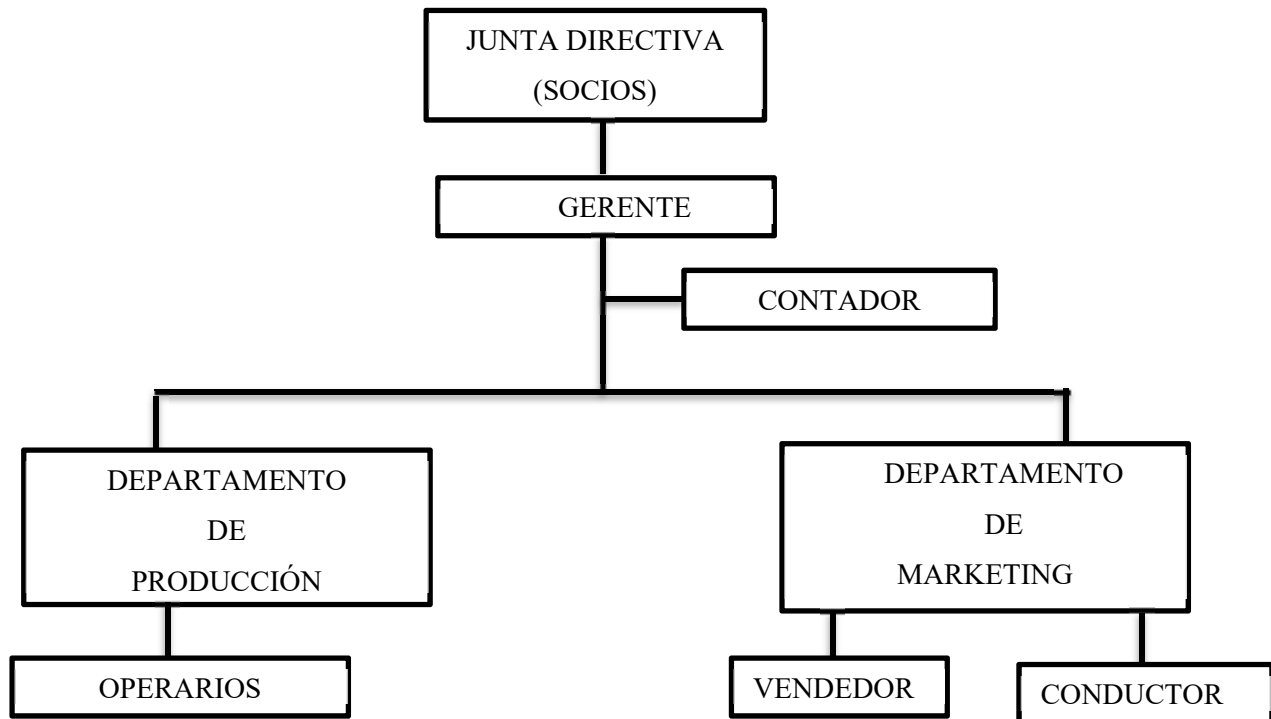 JUNTA DIRECTIVA
(SOCIOS)
GERENTE
CONTADOR
DEPARTAMENTO
DE
PRODUCCIÓN
DEPARTAMENTO
DE
MARKETING
OPERARIOS
VENDEDOR
CONDUCTOR